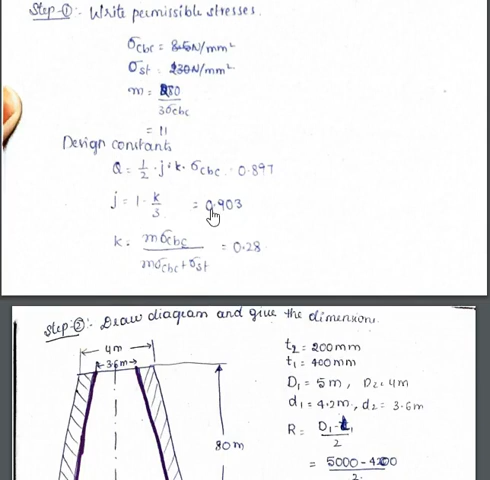 Step-①:- Write permissible stresses.
σcbc = 8.5N/mm²
σst = 230N/mm²
m = 280
3σcbc
= 11
Design constants
Q = 1/2 · j · k · σcbc = 0.897
j = 1 - k/3 = 0.903
k = mσcbc / mσcbc + σst = 0.28
Step-②:- Draw diagram and give the dimensions.
4m
3.6m
80m
t₂ = 200mm
t₁ = 400mm
D₁ = 5m, D₂ = 4m
d₁ = 4.2m, d₂ = 3.6m
R = D₁ - t₁ / 2
= 5000 - 4200 / 2